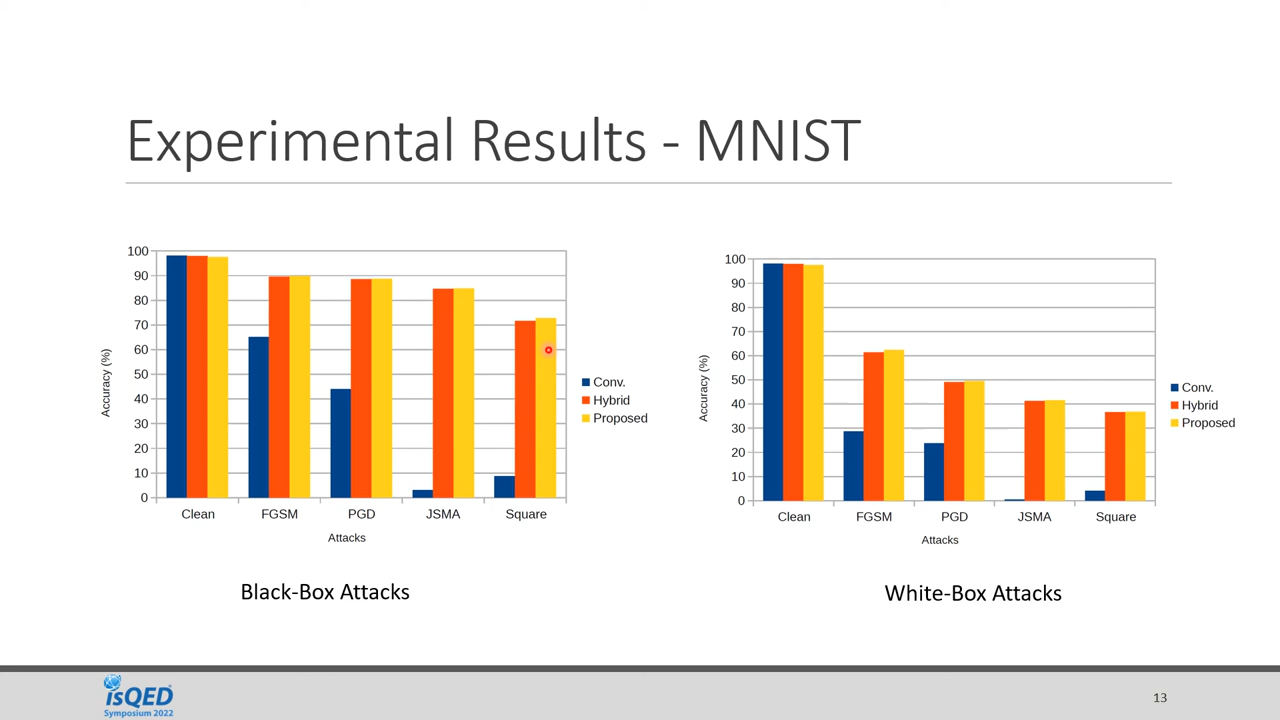 Experimental Results - MNIST
100
90
80
70
60
50
40
30
20
10
0
Accuracy (%)
Clean FGSM PGD JSMA Square
Attacks
Conv.
Hybrid
Proposed
Black-Box Attacks
100
90
80
70
60
50
40
30
20
10
0
Accuracy (%)
Clean FGSM PGD JSMA Square
Attacks
Conv.
Hybrid
Proposed
White-Box Attacks
isQED
Symposium 2022
13